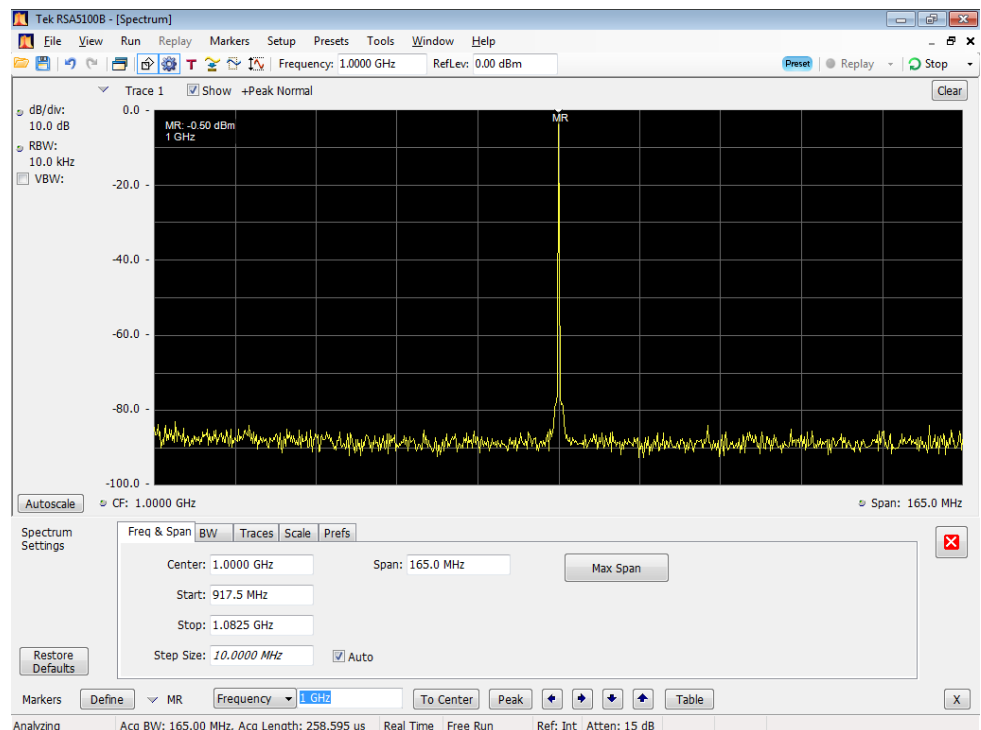 Tek RSA5100B - [Spectrum]
File View Run Replay Markers Setup Presets Tools Window Help
T Frequency: 1.0000 GHz RefLev: 0.00 dBm Preset Replay Stop
Trace 1 Show +Peak Normal Clear
dB/div:
10.0 dB
RBW:
10.0 kHz
VBW:
0.0 -
-20.0 -
-40.0 -
-60.0 -
-80.0 -
-100.0 -
MR: -0.50 dBm
1 GHz
MR
Autoscale CF: 1.0000 GHz Span: 165.0 MHz
Spectrum
Settings
Freq & Span BW Traces Scale Prefs
Center: 1.0000 GHz Span: 165.0 MHz Max Span
Start: 917.5 MHz
Stop: 1.0825 GHz
Step Size: 10.0000 MHz Auto
Restore
Defaults
Markers Define MR Frequency 1 GHz To Center Peak Table X
Analyzing Acq BW: 165.00 MHz, Acq Length: 258.595 us Real Time Free Run Ref: Int Atten: 15 dB